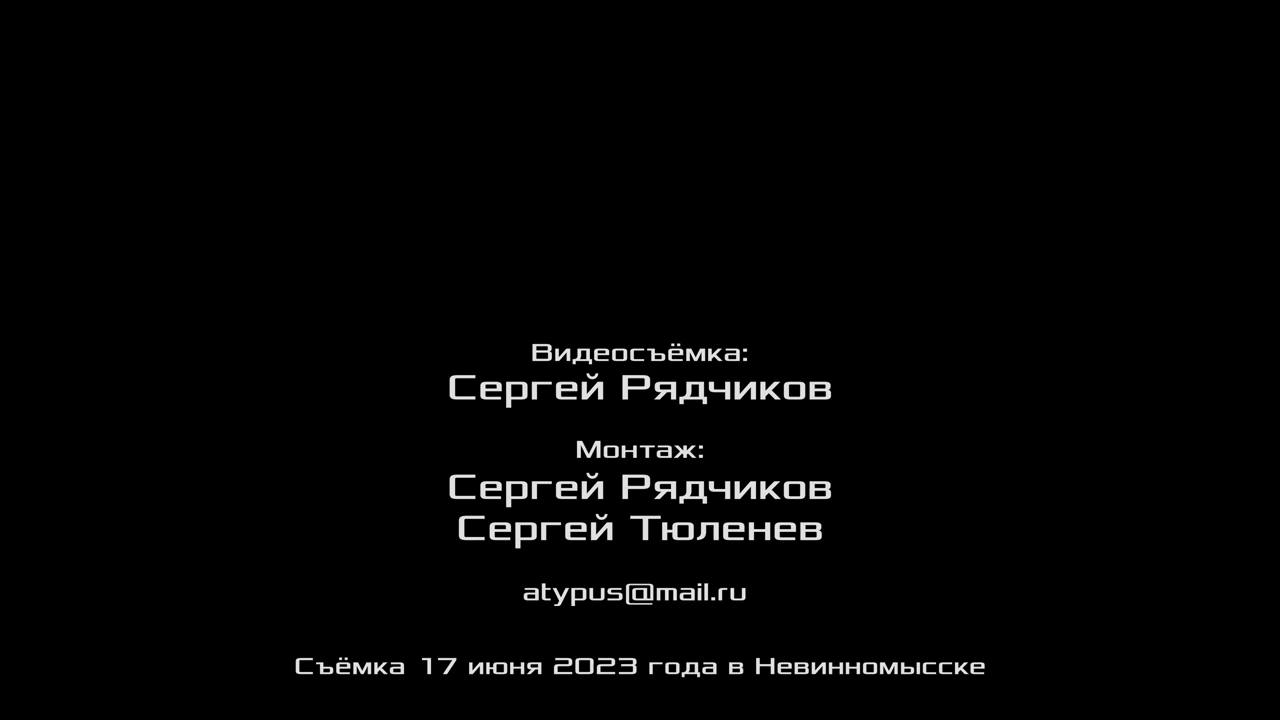 Видеосъёмка:
Сергей Рядчиков
Монтаж:
Сергей Рядчиков
Сергей Тюленев
atypus@mail.ru
Съёмка 17 июня 2023 года в Невинномысске